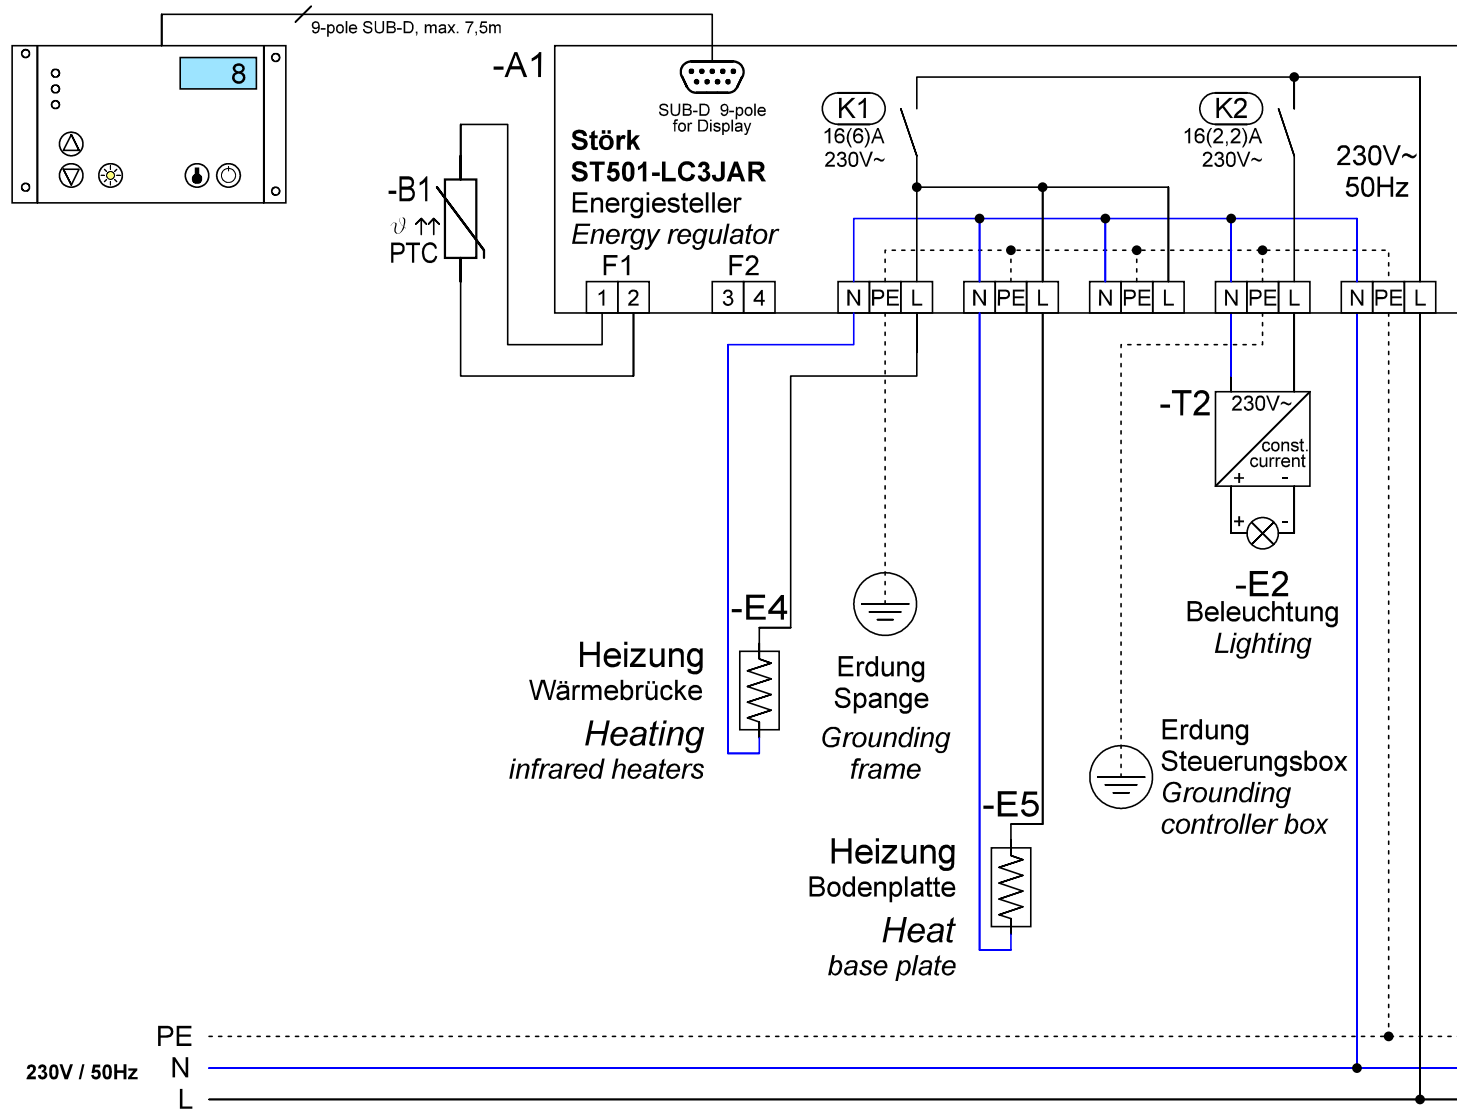 9-pole SUB-D, max. 7,5m
8
-A1
SUB-D 9-pole
for Display
Störk
ST501-LC3JAR
Energiesteller
Energy regulator
K1
16(6)A
230V~
K2
16(2,2)A
230V~
230V~
50Hz
-B1
ϑ ↑↑
PTC
F1
F2
1 2
3 4
N PE L
N PE L
N PE L
N PE L
N PE L
-T2
230V~
const.
current
+ -
+ -
-E2
Beleuchtung
Lighting
-E4
Heizung
Wärmebrücke
Heating
infrared heaters
Erdung
Spange
Grounding
frame
Erdung
Steuerungsbox
Grounding
controller box
-E5
Heizung
Bodenplatte
Heat
base plate
PE
230V / 50Hz
N
L